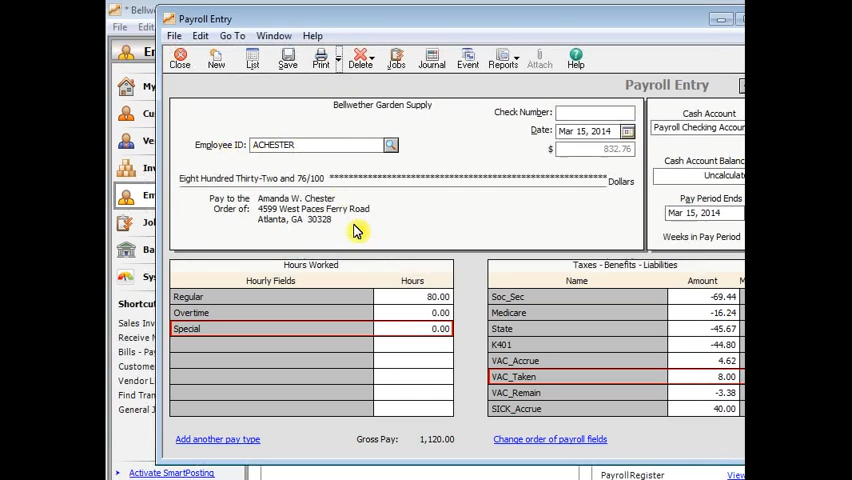 * Bellw
Payroll Entry
File
Edit
File Edit Go To Window Help
Close New List Save Print Delete Jobs Journal Event Reports Attach Help
Payroll Entry
Bellwether Garden Supply
Check Number:
Cash Account
Date: Mar 15, 2014
Payroll Checking Accour
Employee ID: ACHESTER
$ 832.76
Cash Account Balanc
Eight Hundred Thirty-Two and 76/100 Dollars
Uncalculate
Pay to the Order of: Amanda W. Chester
4599 West Paces Ferry Road
Atlanta, GA 30328
Pay Period Ends
Mar 15, 2014
Weeks in Pay Period
En
My
Cus
Ver
Inv
Em
Jol
Ba
Sys
Shortcut
Sales Inv
Receive M
Bills - Pay
Customer
Vendor L
Find Tran
General J
Activate SmartPosting
Hours Worked
Hourly Fields Hours
Regular 80.00
Overtime 0.00
Special 0.00
Add another pay type
Gross Pay: 1,120.00
Taxes - Benefits - Liabilities
Name Amount M
Soc_Sec -69.44
Medicare -16.24
State -45.67
K401 -44.80
VAC_Accrue 4.62
VAC_Taken 8.00
VAC_Remain -3.38
SICK_Accrue 40.00
Change order of payroll fields
PayrollRegister View